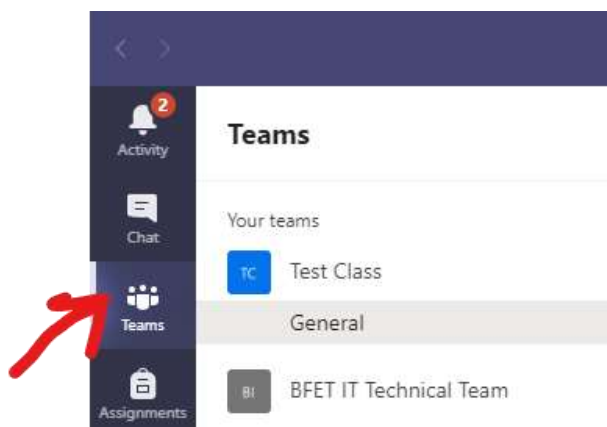 2
Activity
Chat
Teams
Assignments
Teams
Your teams
TC Test Class
General
BI BFET IT Technical Team